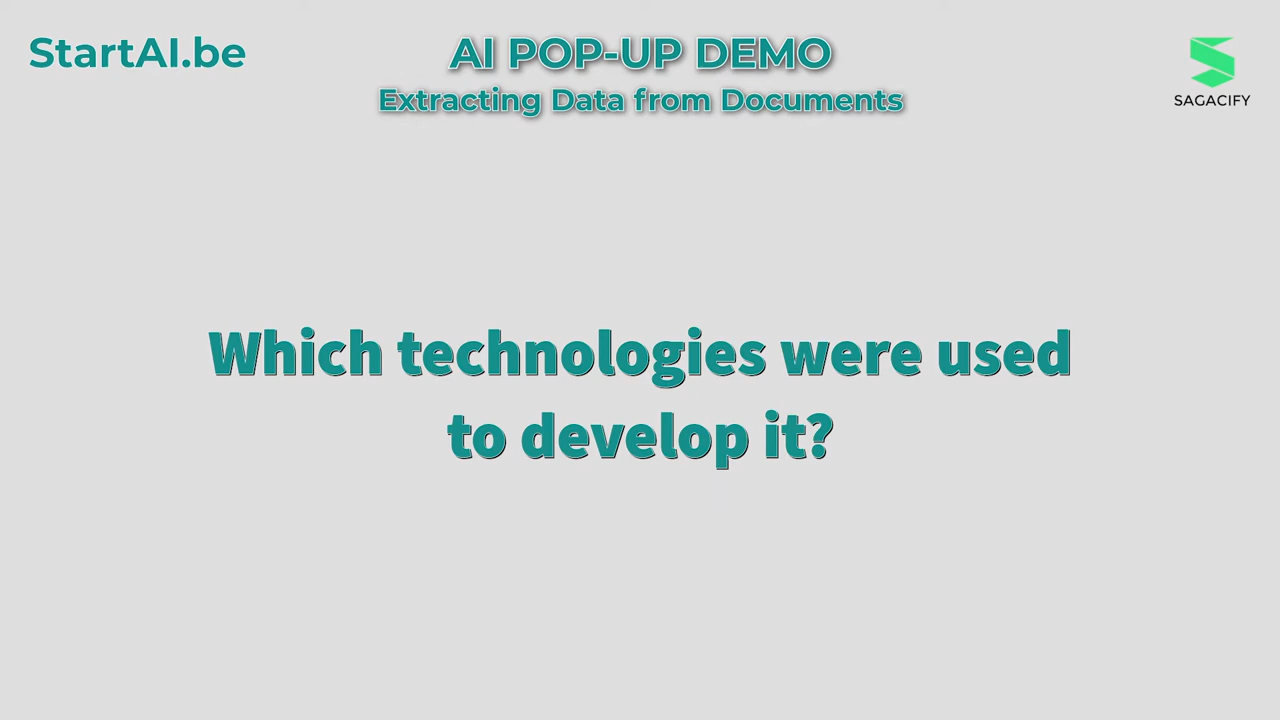 StartAI.be
AI POP-UP DEMO
Extracting Data from Documents
SAGACIFY
Which technologies were used
to develop it?